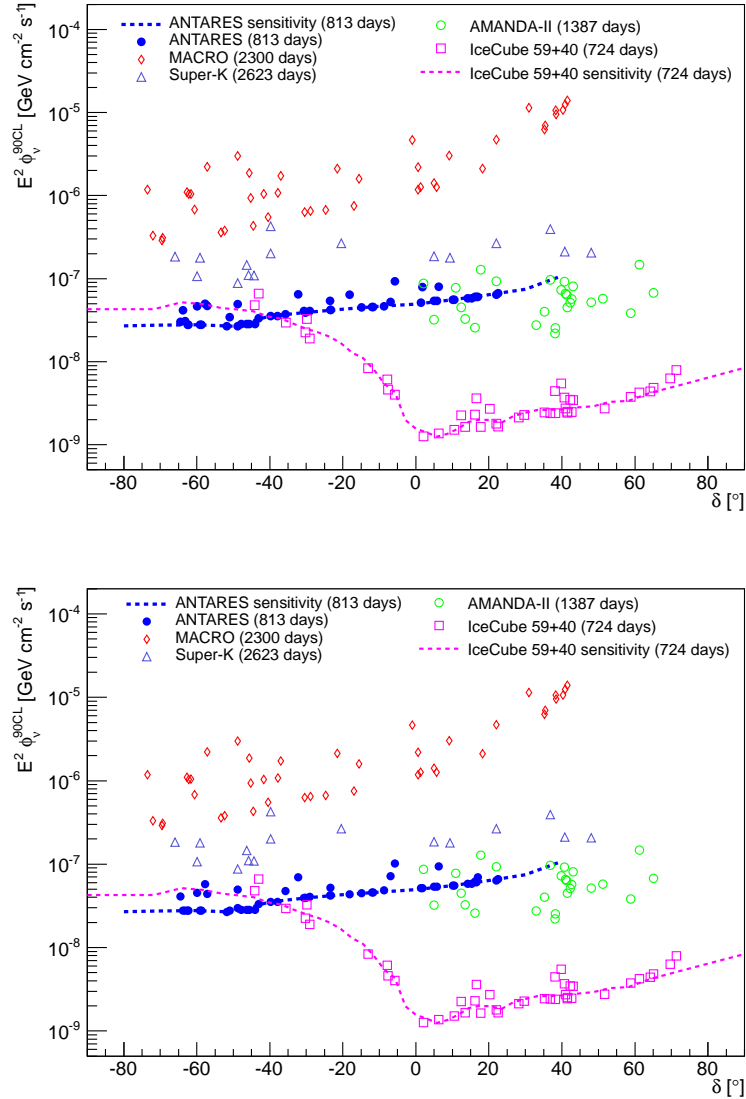 ANTARES sensitivity (813 days)
ANTARES (813 days)
MACRO (2300 days)
Super-K (2623 days)
AMANDA-II (1387 days)
IceCube 59+40 (724 days)
IceCube 59+40 sensitivity (724 days)
E² ϕν⁹⁰ᶜᴸ [GeV cm⁻² s⁻¹]
10⁻⁴
10⁻⁵
10⁻⁶
10⁻⁷
10⁻⁸
10⁻⁹
-80 -60 -40 -20 0 20 40 60 80
δ [°]
ANTARES sensitivity (813 days)
ANTARES (813 days)
MACRO (2300 days)
Super-K (2623 days)
AMANDA-II (1387 days)
IceCube 59+40 (724 days)
IceCube 59+40 sensitivity (724 days)
E² ϕν⁹⁰ᶜᴸ [GeV cm⁻² s⁻¹]
10⁻⁴
10⁻⁵
10⁻⁶
10⁻⁷
10⁻⁸
10⁻⁹
-80 -60 -40 -20 0 20 40 60 80
δ [°]